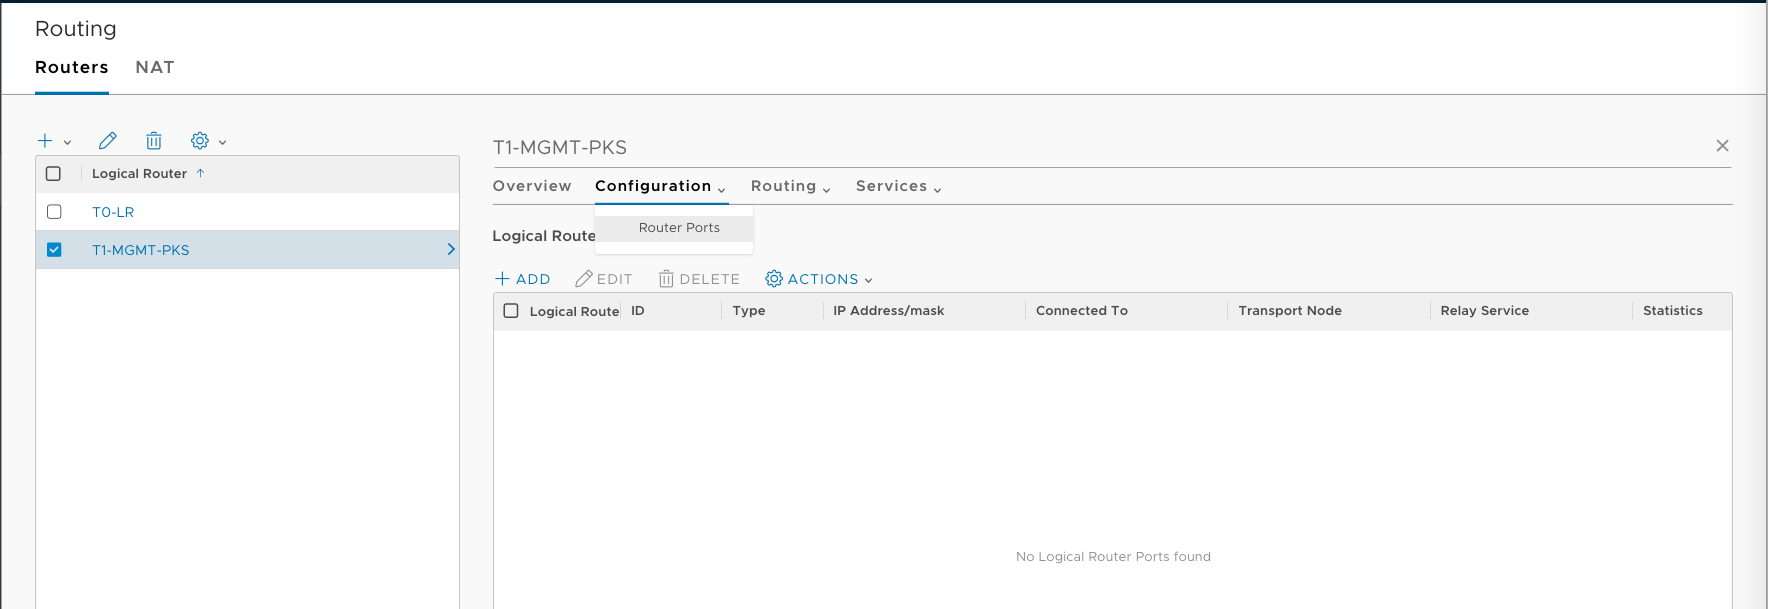 Routing
Routers NAT
Logical Router
T0-LR
T1-MGMT-PKS
T1-MGMT-PKS
Overview Configuration Routing Services
Router Ports
Logical Route
ADD EDIT DELETE ACTIONS
Logical Route ID Type IP Address/mask Connected To Transport Node Relay Service Statistics
No Logical Router Ports found